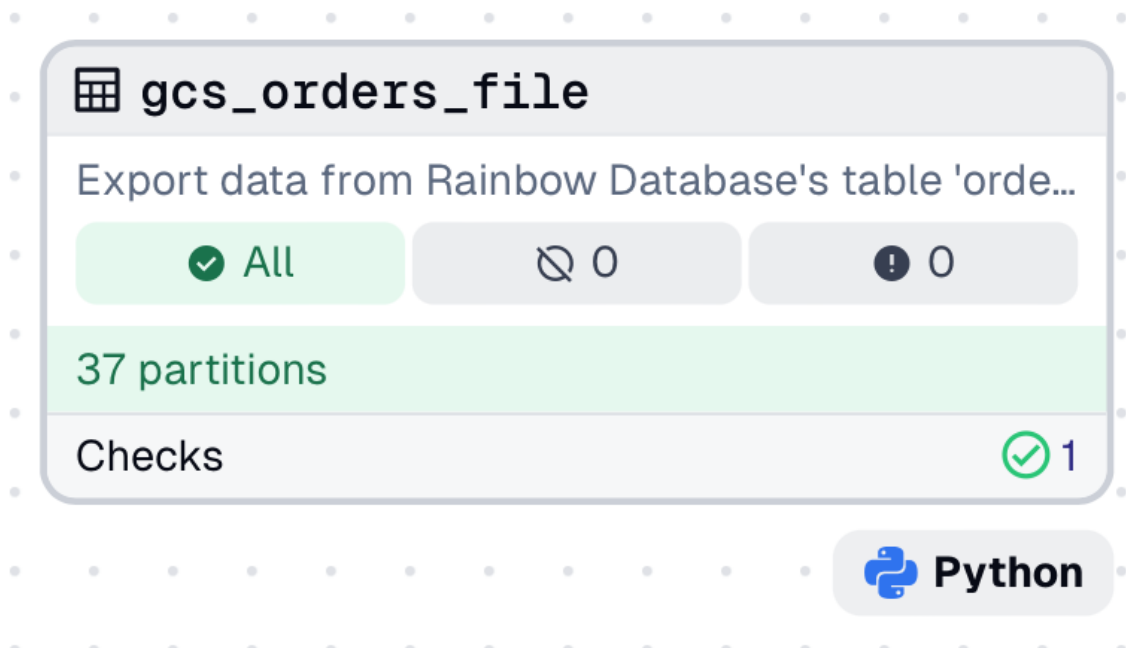 gcs_orders_file
Export data from Rainbow Database's table 'orde…
All 0 0
37 partitions
Checks 1
Python